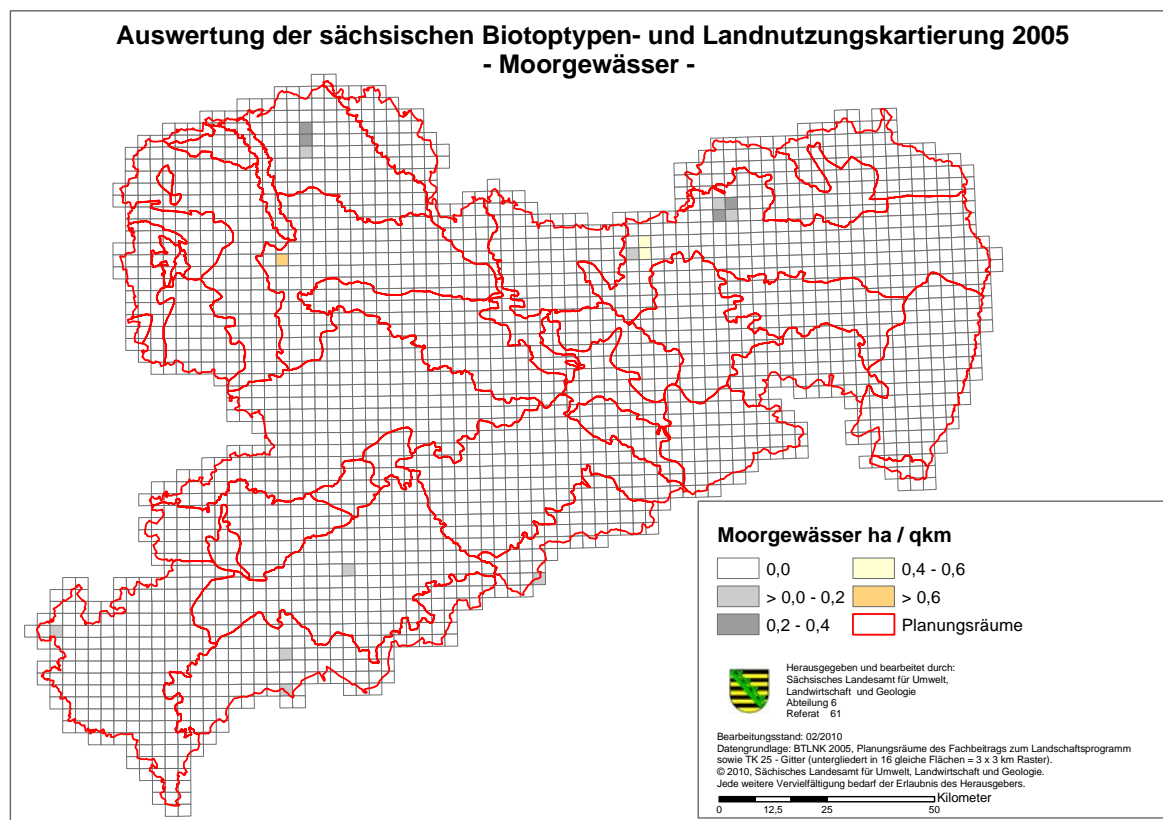 Auswertung der sächsischen Biotoptypen- und Landnutzungskartierung 2005
- Moorgewässer -
Moorgewässer ha / qkm
0,0
> 0,0 - 0,2
0,2 - 0,4
0,4 - 0,6
> 0,6
Planungsräume
Herausgegeben und bearbeitet durch:
Sächsisches Landesamt für Umwelt,
Landwirtschaft und Geologie
Abteilung 6
Referat 61
Bearbeitungsstand: 02/2010
Datengrundlage: BTLNK 2005, Planungsräume des Fachbeitrags zum Landschaftsprogramm
sowie TK 25 - Gitter (untergliedert in 16 gleiche Flächen = 3 x 3 km Raster).
© 2010, Sächisches Landesamt für Umwelt, Landwirtschaft und Geologie.
Jede weitere Vervielfältigung bedarf der Erlaubnis des Herausgebers.
Kilometer
0 12,5 25 50